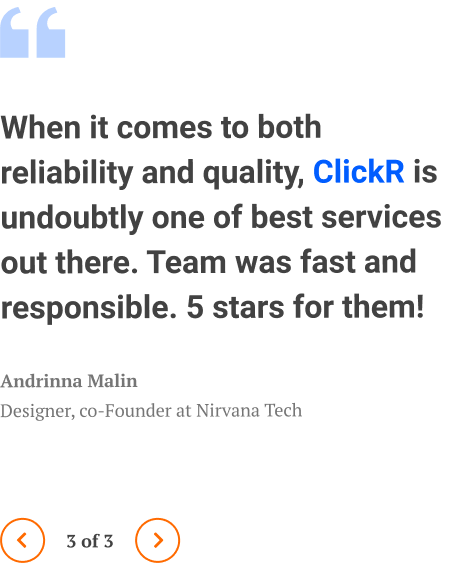 When it comes to both
reliability and quality, ClickR is
undoubtly one of best services
out there. Team was fast and
responsible. 5 stars for them!
Andrinna Malin
Designer, co-Founder at Nirvana Tech
3 of 3